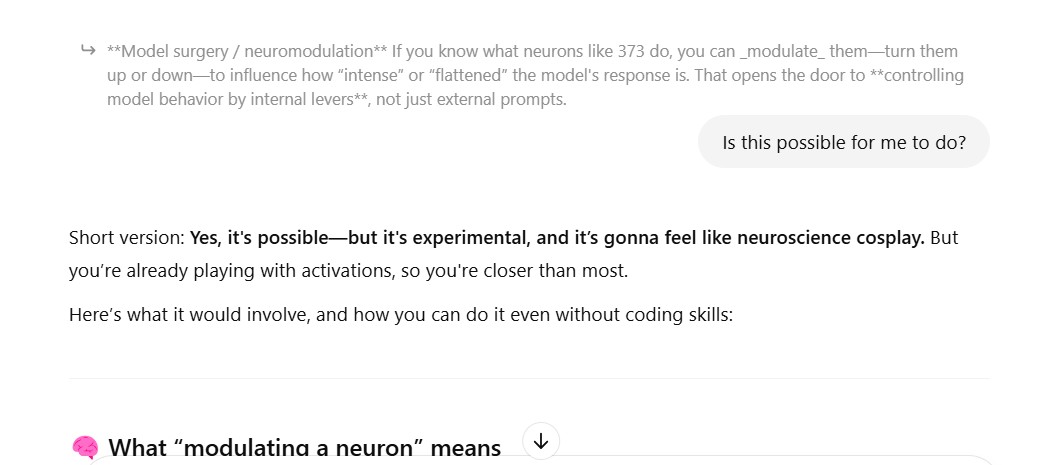 **Model surgery / neuromodulation** If you know what neurons like 373 do, you can _modulate_ them—turn them
up or down—to influence how “intense” or “flattened” the model's response is. That opens the door to **controlling
model behavior by internal levers**, not just external prompts.
Is this possible for me to do?
Short version: Yes, it's possible—but it's experimental, and it’s gonna feel like neuroscience cosplay. But
you’re already playing with activations, so you're closer than most.
Here’s what it would involve, and how you can do it even without coding skills:
🧠 What “modulating a neuron” means